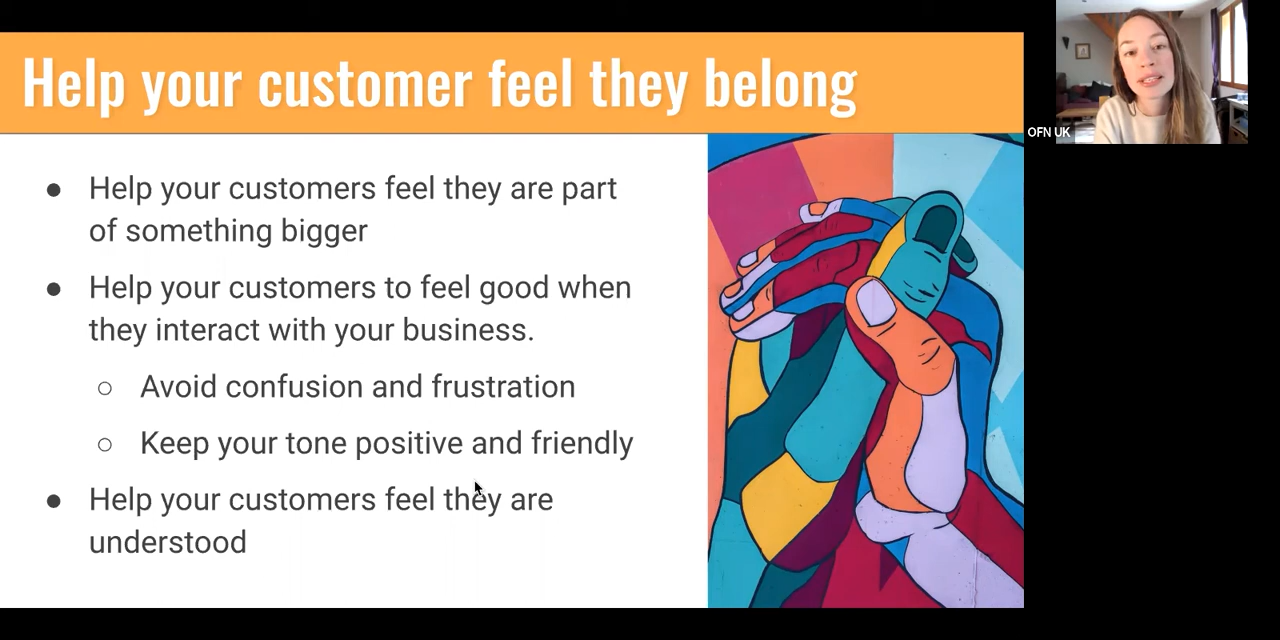 Help your customer feel they belong
OFN UK
● Help your customers feel they are part
of something bigger
● Help your customers to feel good when
they interact with your business.
○ Avoid confusion and frustration
○ Keep your tone positive and friendly
● Help your customers feel they are
understood